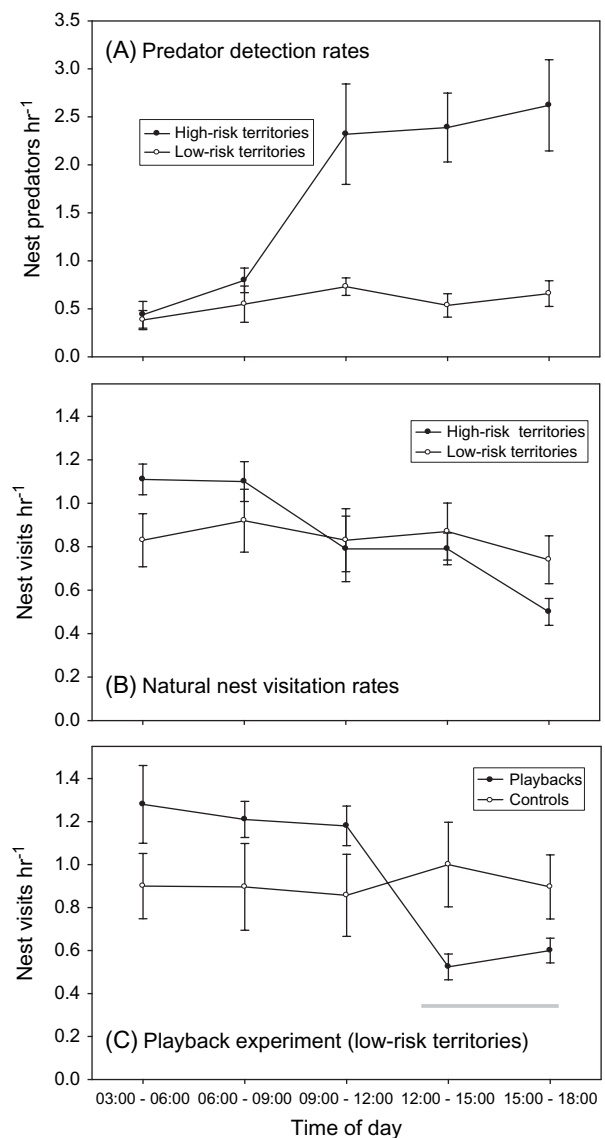 (A) Predator detection rates
High-risk territories
Low-risk territories
Nest predators hr⁻¹
3.5
3.0
2.5
2.0
1.5
1.0
0.5
0.0
High-risk territories
Low-risk territories
Nest visits hr⁻¹
1.4
1.2
1.0
0.8
0.6
0.4
0.2
0.0
(B) Natural nest visitation rates
Playbacks
Controls
Nest visits hr⁻¹
1.4
1.2
1.0
0.8
0.6
0.4
0.2
0.0
(C) Playback experiment (low-risk territories)
03:00 - 06:00 06:00 - 09:00 09:00 - 12:00 12:00 - 15:00 15:00 - 18:00
Time of day